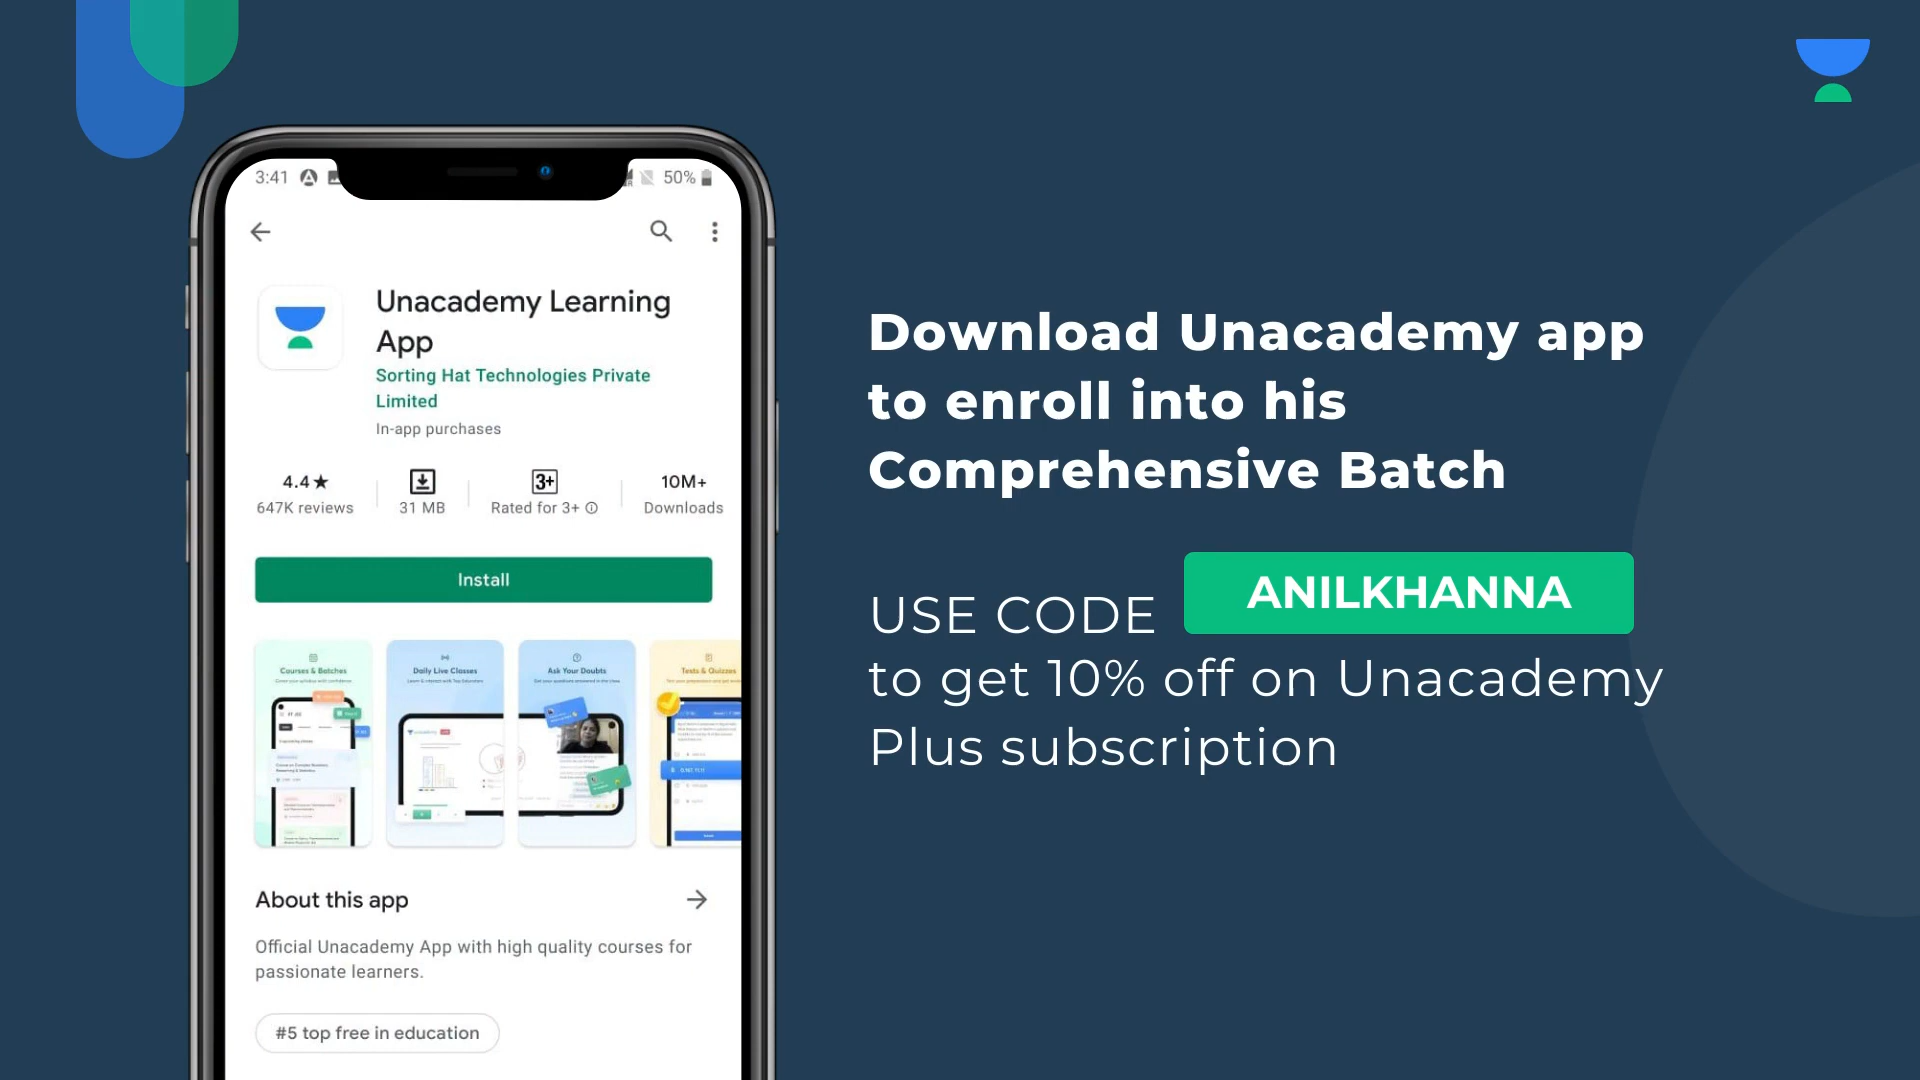 3:41
50%
Unacademy Learning
App
Sorting Hat Technologies Private
Limited
In-app purchases
4.4★
647K reviews
31 MB
3+
Rated for 3+
10M+
Downloads
Install
Courses & Batches
Daily Live Classes
Ask Your Doubts
Tests & Quizzes
About this app
Official Unacademy App with high quality courses for
passionate learners.
#5 top free in education
Download Unacademy app
to enroll into his
Comprehensive Batch
USE CODE ANILKHANNA
to get 10% off on Unacademy
Plus subscription